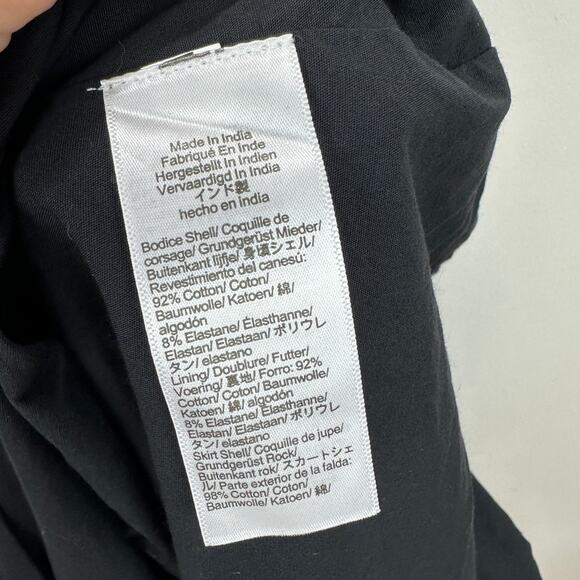 Made In India
Fabriqué En Inde
Hergestellt In Indien
Vervaardigd In India
インド製
hecho en India
Bodice Shell/ Coquille de
corsage/ Grundgerüst Mieder/
Buitenkant lijfje/ 身頃シェル/
Revestimiento del canesú:
92% Cotton/ Coton/
Baumwolle/ Katoen/ 綿/
algodón
8% Elastane/ Élasthanne/
Elastan/ Elastaan/ ポリウレ
タン/ elastano
Lining/ Doublure/ Futter/
Voering/ 裏地/ Forro: 92%
Cotton/ Coton/ Baumwolle/
Katoen/ 綿/ algodón
8% Elastane/ Élasthanne/
Elastan/ Elastaan/ ポリウレ
タン/ elastano
Skirt Shell/ Coquille de jupe/
Grundgerüst Rock/
Buitenkant rok/ スカートシェ
ル/ Parte exterior de la falda:
98% Cotton/ Coton/
Baumwolle/ Katoen/ 綿/